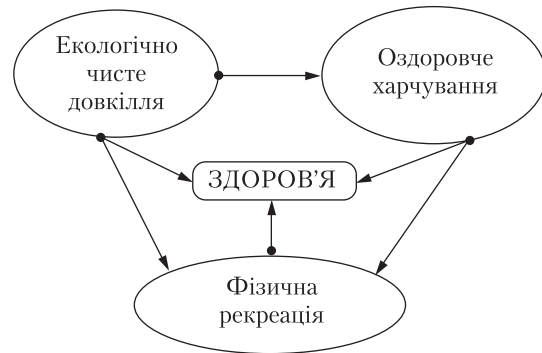 Екологічно
чисте
довкілля
Оздоровче
харчування
ЗДОРОВ'Я
Фізична
рекреація